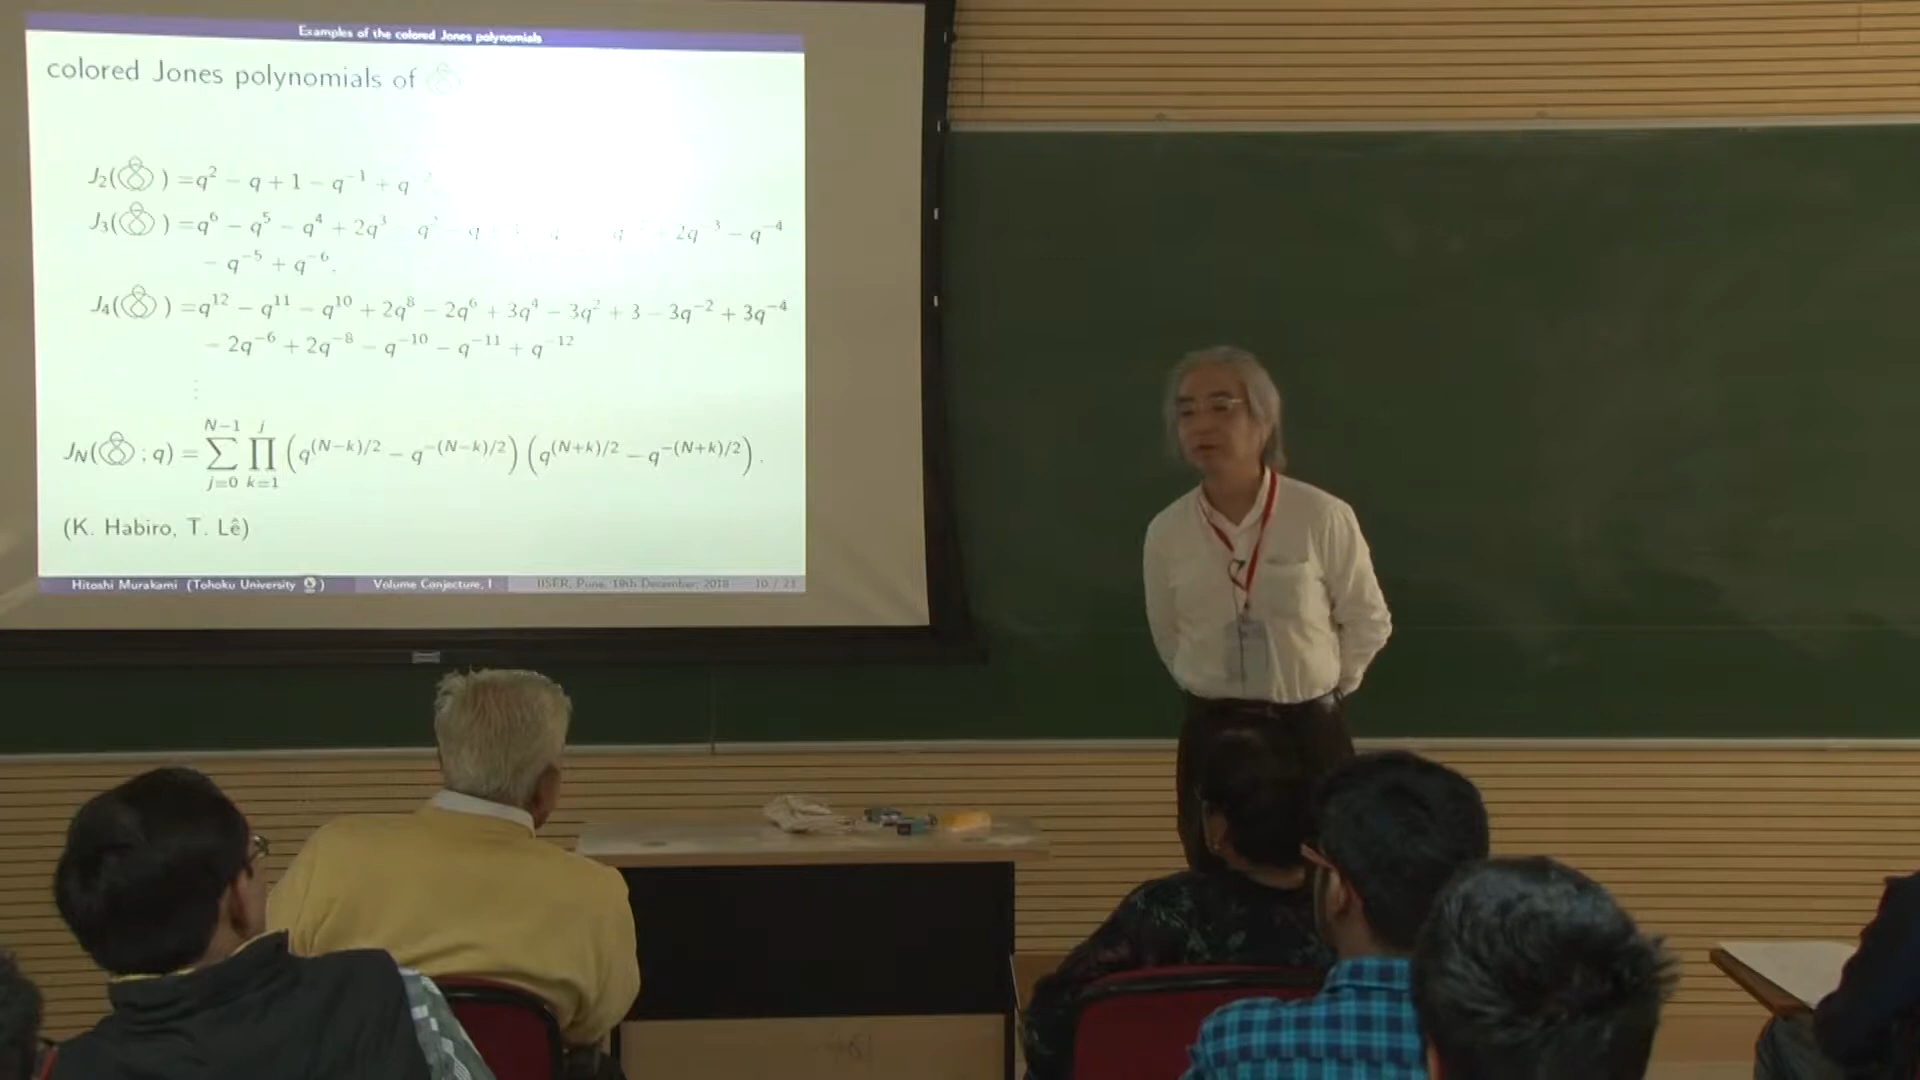 Examples of the colored Jones polynomials
colored Jones polynomials of
J₂( ) =q² − q + 1 − q⁻¹ + q⁻²
J₃( ) =q⁶ − q⁵ − q⁴ + 2q³ q² − q + 2q⁻³ − q⁻⁴
− q⁻⁵ + q⁻⁶.
J₄( ) =q¹² − q¹¹ − q¹⁰ + 2q⁸ − 2q⁶ + 3q⁴ − 3q² + 3 − 3q⁻² + 3q⁻⁴
− 2q⁻⁶ + 2q⁻⁸ − q⁻¹⁰ − q⁻¹¹ + q⁻¹²
⋮
J_N( ; q) = ∑_{j=0}^{N−1} ∏_{k=1}^{j} (q^{(N−k)/2} − q^{−(N−k)/2}) (q^{(N+k)/2} − q^{−(N+k)/2}) .
(K. Habiro, T. Lê)
Hitoshi Murakami (Tohoku University ) Volume Conjecture, I IISER, Pune, 19th December, 2018 10 / 21